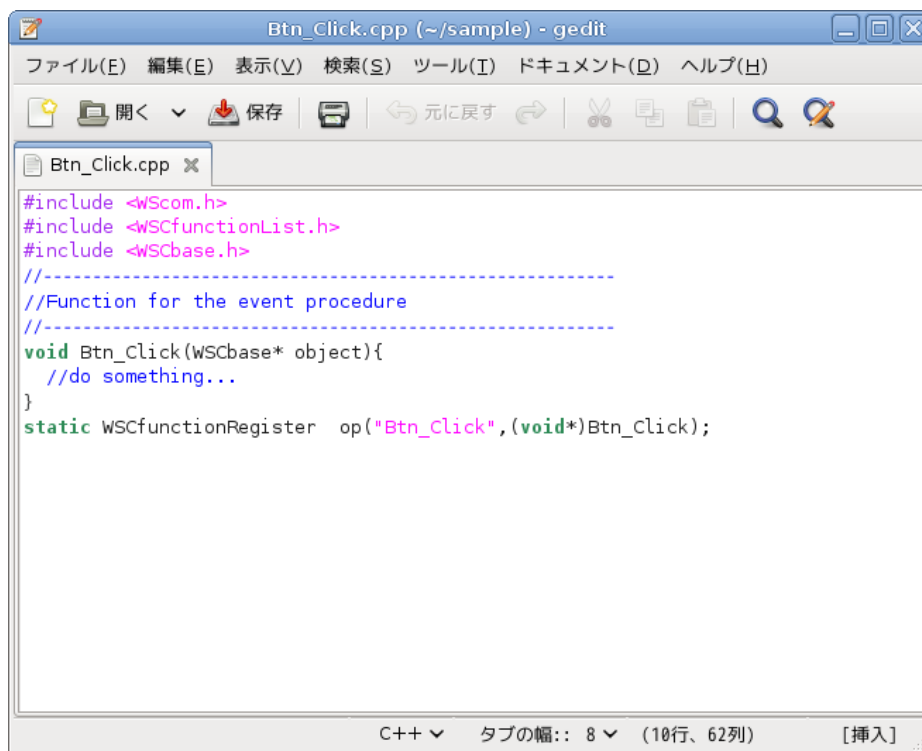 Btn_Click.cpp (~/sample) - gedit
ファイル(F) 編集(E) 表示(V) 検索(S) ツール(T) ドキュメント(D) ヘルプ(H)
開く 保存 元に戻す
Btn_Click.cpp
#include <WScom.h>
#include <WSCfunctionList.h>
#include <WSCbase.h>
//----------------------------------------------------------
//Function for the event procedure
//----------------------------------------------------------
void Btn_Click(WSCbase* object){
  //do something...
}
static WSCfunctionRegister  op("Btn_Click",(void*)Btn_Click);
C++ タブの幅:: 8 (10行、62列) [挿入]